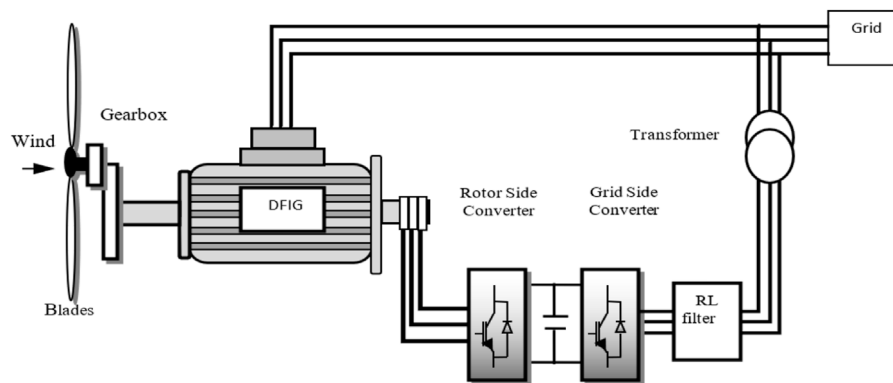 Grid
Gearbox
Wind
Transformer
DFIG
Rotor Side
Converter
Grid Side
Converter
Blades
RL
filter